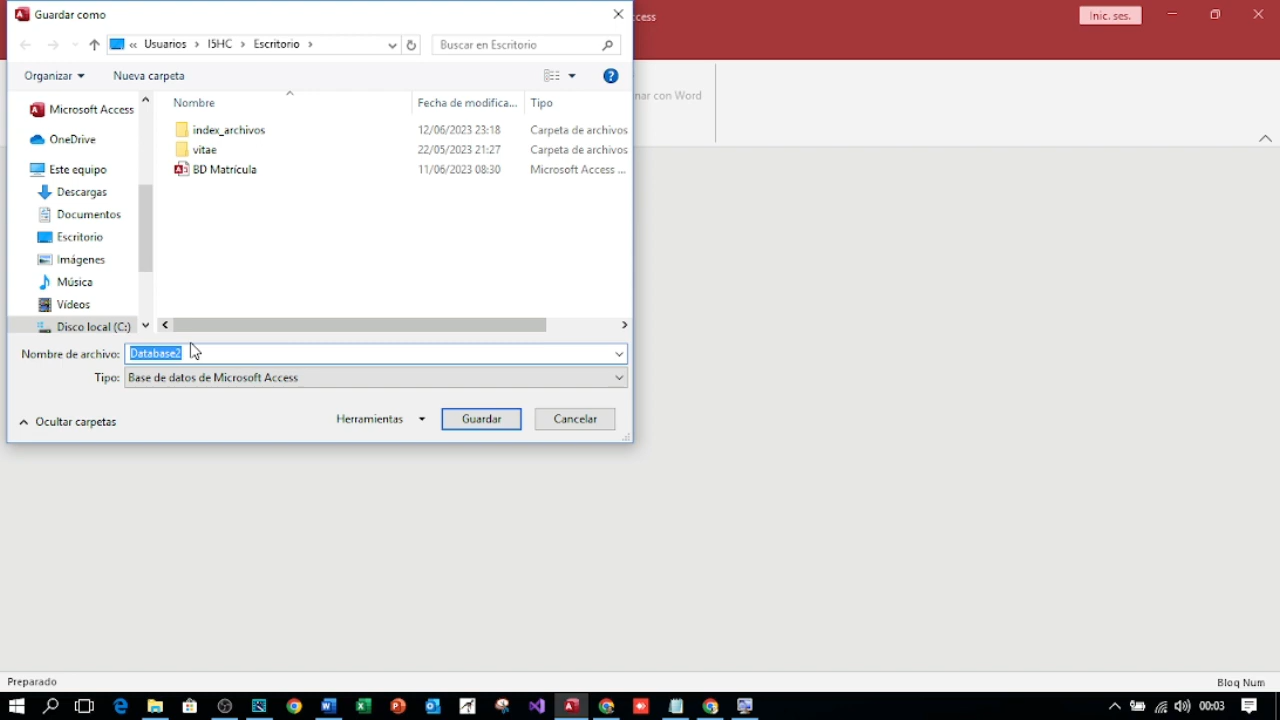 Guardar como
ccess
Inic. ses.
« Usuarios > I5HC > Escritorio >
Buscar en Escritorio
Organizar
Nueva carpeta
nar con Word
Microsoft Access
OneDrive
Este equipo
Descargas
Documentos
Escritorio
Imágenes
Música
Vídeos
Disco local (C:)
Nombre
Fecha de modifica...
Tipo
index_archivos
12/06/2023 23:18
Carpeta de archivos
vitae
22/05/2023 21:27
Carpeta de archivos
BD Matrícula
11/06/2023 08:30
Microsoft Access ...
Nombre de archivo:
Database2
Tipo:
Base de datos de Microsoft Access
Ocultar carpetas
Herramientas
Guardar
Cancelar
Preparado
Bloq Num
00:03